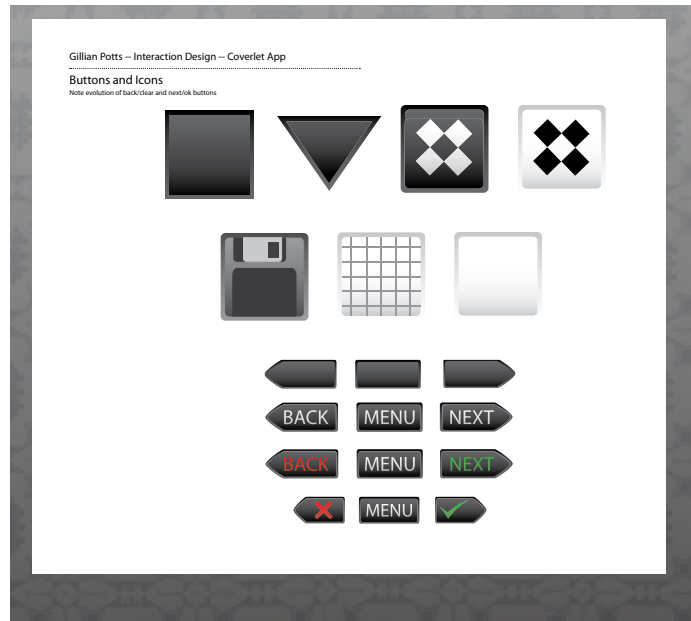 Gillian Potts -- Interaction Design -- Coverlet App
Buttons and Icons
Note evolution of back/clear and next/ok buttons
BACK MENU NEXT
BACK MENU NEXT
MENU